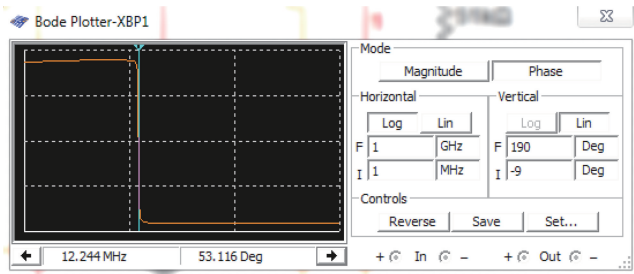 Bode Plotter-XBP1
Mode
Magnitude Phase
Horizontal Vertical
Log Lin Log Lin
F 1 GHz F 190 Deg
I 1 MHz I -9 Deg
Controls
Reverse Save Set...
12.244 MHz 53.116 Deg + In - + Out -